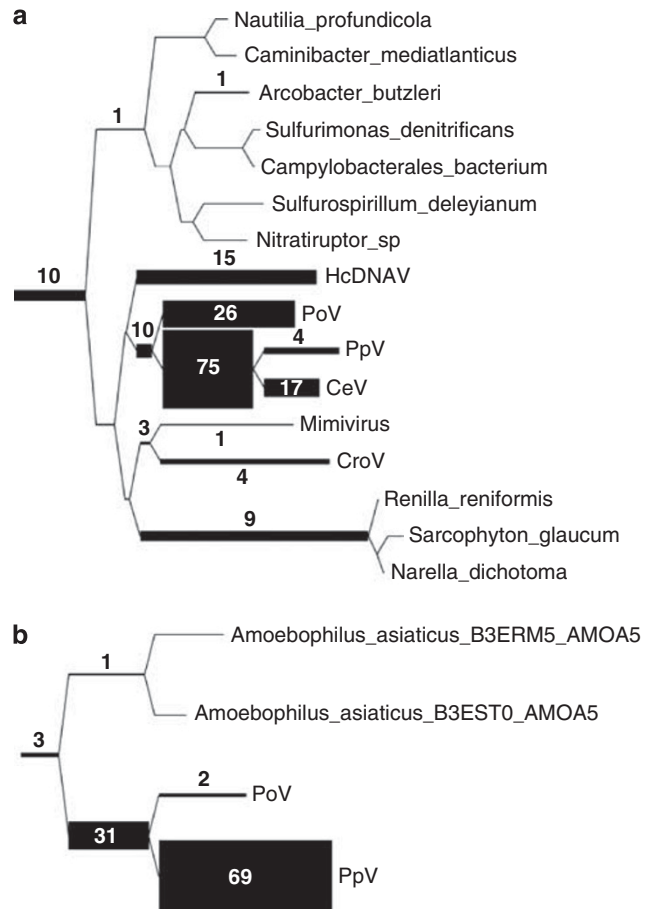 a
Nautilia_profundicola
Caminibacter_mediatlanticus
1
1
Arcobacter_butzleri
Sulfurimonas_denitrificans
Campylobacterales_bacterium
Sulfurospirillum_deleyianum
Nitratiruptor_sp
10
15
HcDNAV
10
26
PoV
75
4
PpV
17
CeV
3
Mimivirus
1
CroV
4
Renilla_reniformis
9
Sarcophyton_glaucum
Narella_dichotoma
b
Amoebophilus_asiaticus_B3ERM5_AMOA5
1
Amoebophilus_asiaticus_B3EST0_AMOA5
3
2
PoV
31
69
PpV